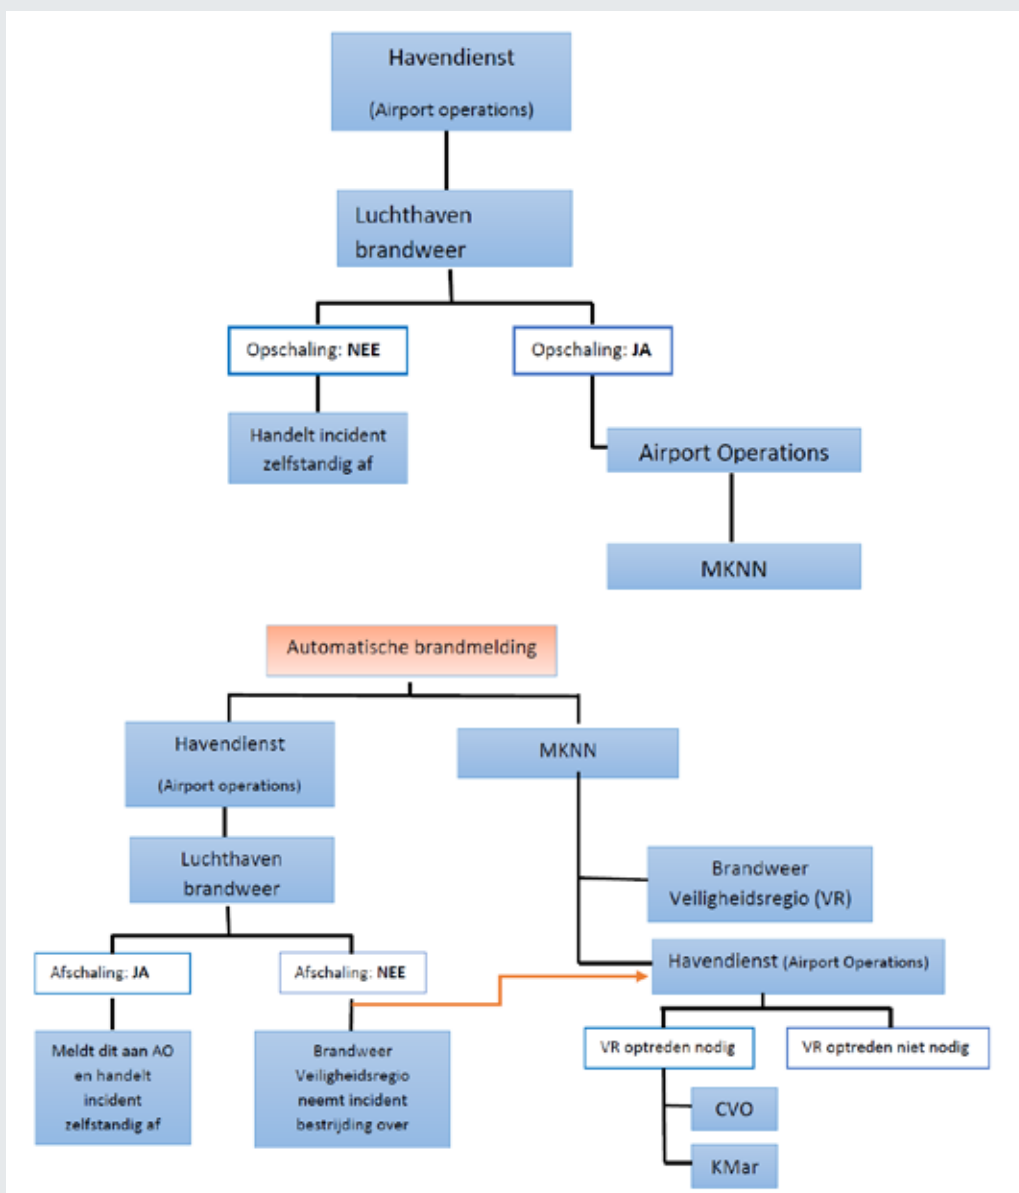 Havendienst
(Airport operations)
Luchthaven
brandweer
Opschaling: NEE
Opschaling: JA
Handelt incident
zelfstandig af
Airport Operations
MKNN
Automatische brandmelding
Havendienst
(Airport operations)
MKNN
Luchthaven
brandweer
Brandweer
Veiligheidsregio (VR)
Afschaling: JA
Afschaling: NEE
Havendienst (Airport Operations)
Meldt dit aan AO
en handelt
incident
zelfstandig af
Brandweer
Veiligheidsregio
neemt incident
bestrijding over
VR optreden nodig
VR optreden niet nodig
CVO
KMar